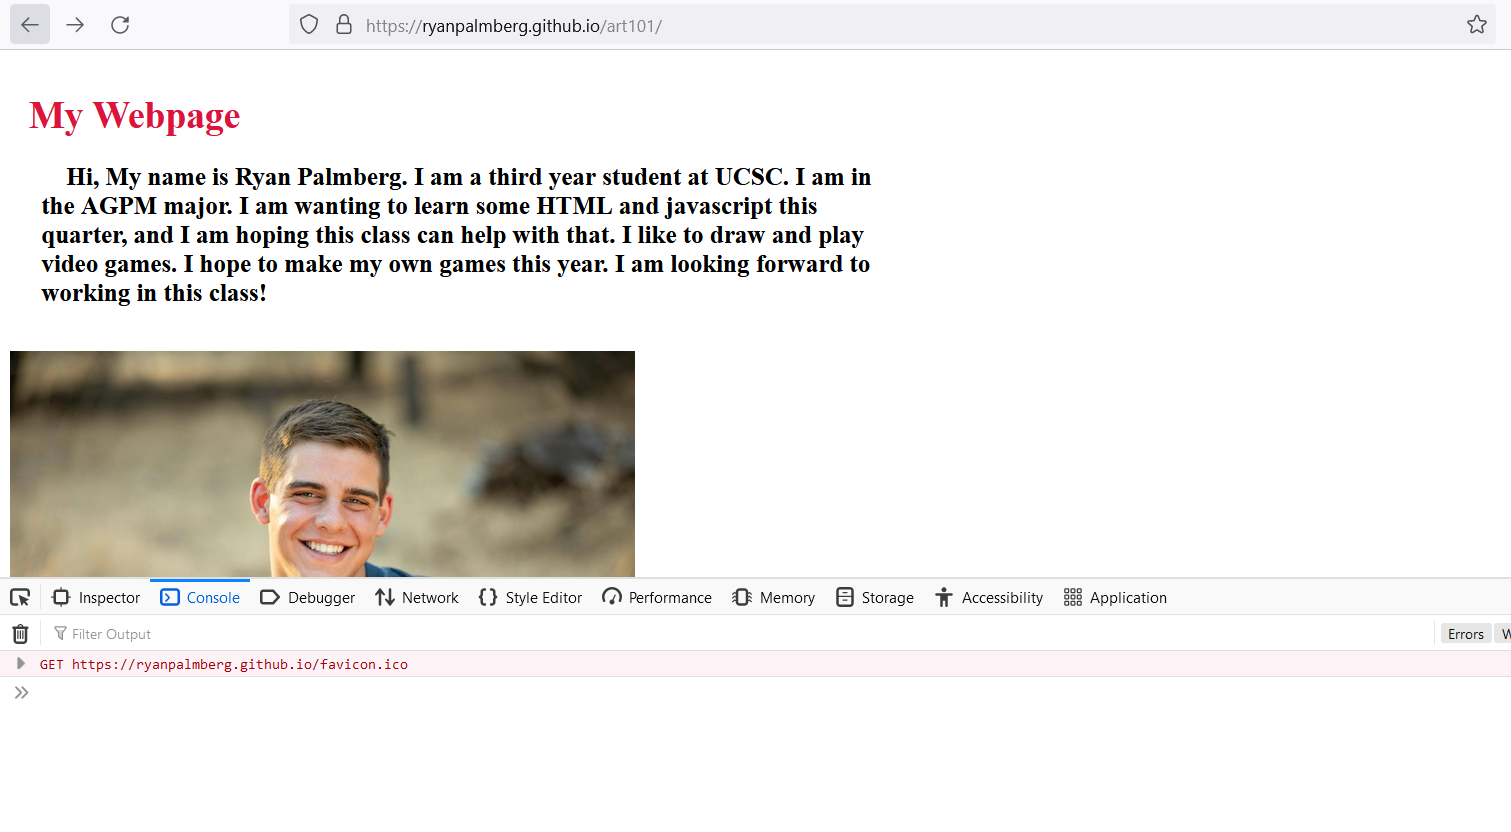 https://ryanpalmberg.github.io/art101/
My Webpage
Hi, My name is Ryan Palmberg. I am a third year student at UCSC. I am in
the AGPM major. I am wanting to learn some HTML and javascript this
quarter, and I am hoping this class can help with that. I like to draw and play
video games. I hope to make my own games this year. I am looking forward to
working in this class!
Inspector Console Debugger Network Style Editor Performance Memory Storage Accessibility Application
Filter Output Errors W
GET https://ryanpalmberg.github.io/favicon.ico